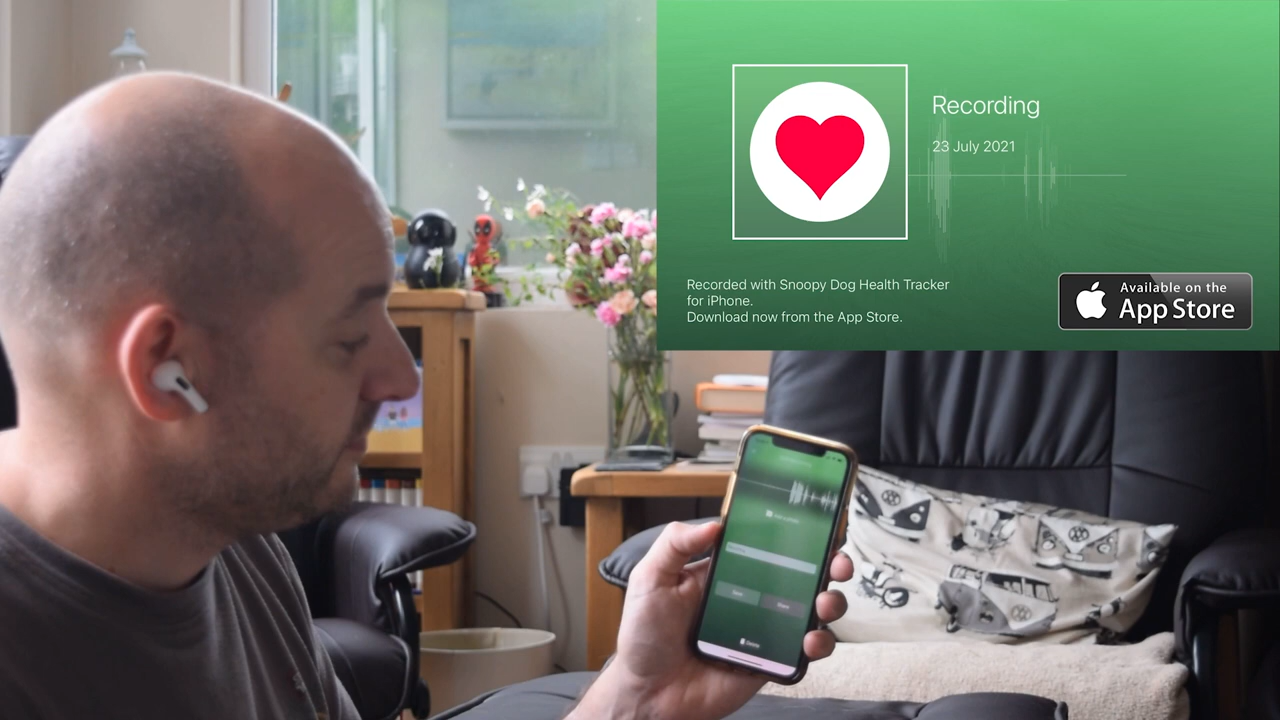 Recording
23 July 2021
Recorded with Snoopy Dog Health Tracker
for iPhone.
Download now from the App Store.
Available on the
App Store